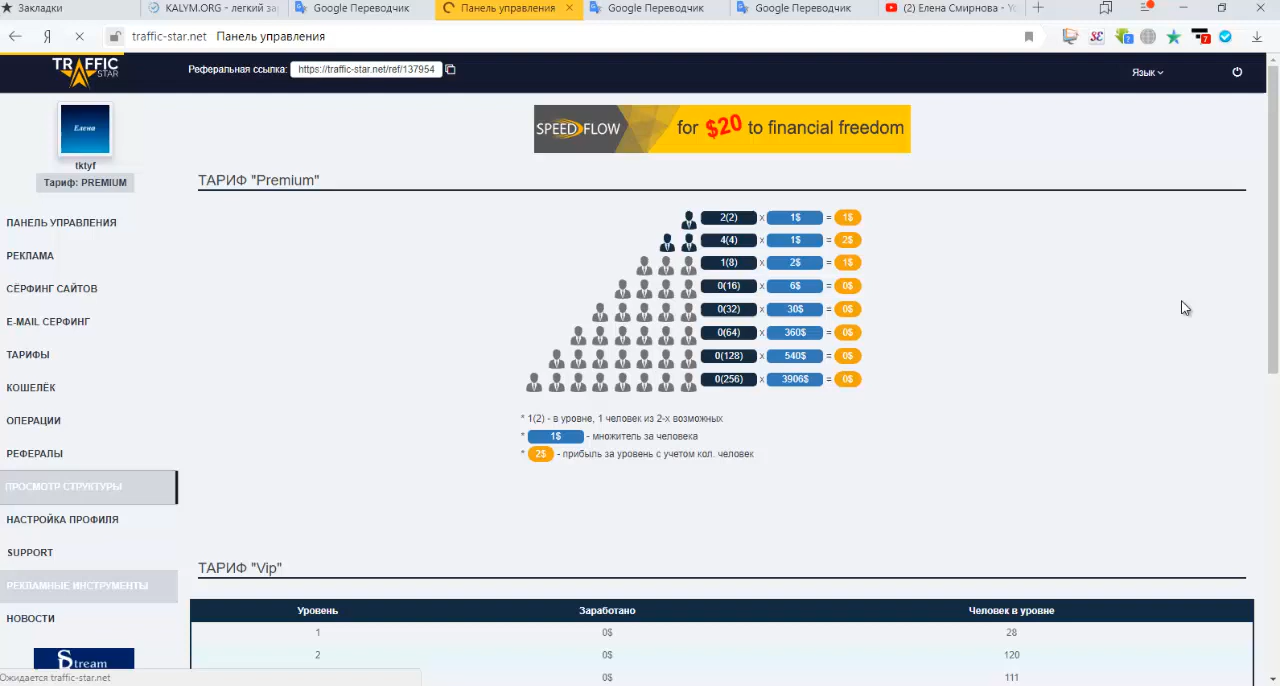 Закладки
KALYM.ORG - легкий зар
Google Переводчик
Панель управления
Google Переводчик
Google Переводчик
(2) Елена Смирнова - Yo
traffic-star.net Панель управления
7
TRAFFIC
STAR
Реферальная ссылка: https://traffic-star.net/ref/137954
Язык
Елена
tktyf
Тариф: PREMIUM
ПАНЕЛЬ УПРАВЛЕНИЯ
РЕКЛАМА
СЁРФИНГ САЙТОВ
E-MAIL СЕРФИНГ
ТАРИФЫ
КОШЕЛЁК
ОПЕРАЦИИ
РЕФЕРАЛЫ
ПРОСМОТР СТРУКТУРЫ
НАСТРОЙКА ПРОФИЛЯ
SUPPORT
РЕКЛАМНЫЕ ИНСТРУМЕНТЫ
НОВОСТИ
Stream
SPEED FLOW for $20 to financial freedom
ТАРИФ "Premium"
2(2) x 1$ = 1$
4(4) x 1$ = 2$
1(8) x 2$ = 1$
0(16) x 6$ = 0$
0(32) x 30$ = 0$
0(64) x 360$ = 0$
0(128) x 540$ = 0$
0(256) x 3906$ = 0$
* 1(2) - в уровне, 1 человек из 2-х возможных
* 1$ - множитель за человека
* 2$ - прибыль за уровень с учетом кол. человек
ТАРИФ "Vip"
Уровень Заработано Человек в уровне
1 0$ 28
2 0$ 120
0$ 111
Ожидается traffic-star.net